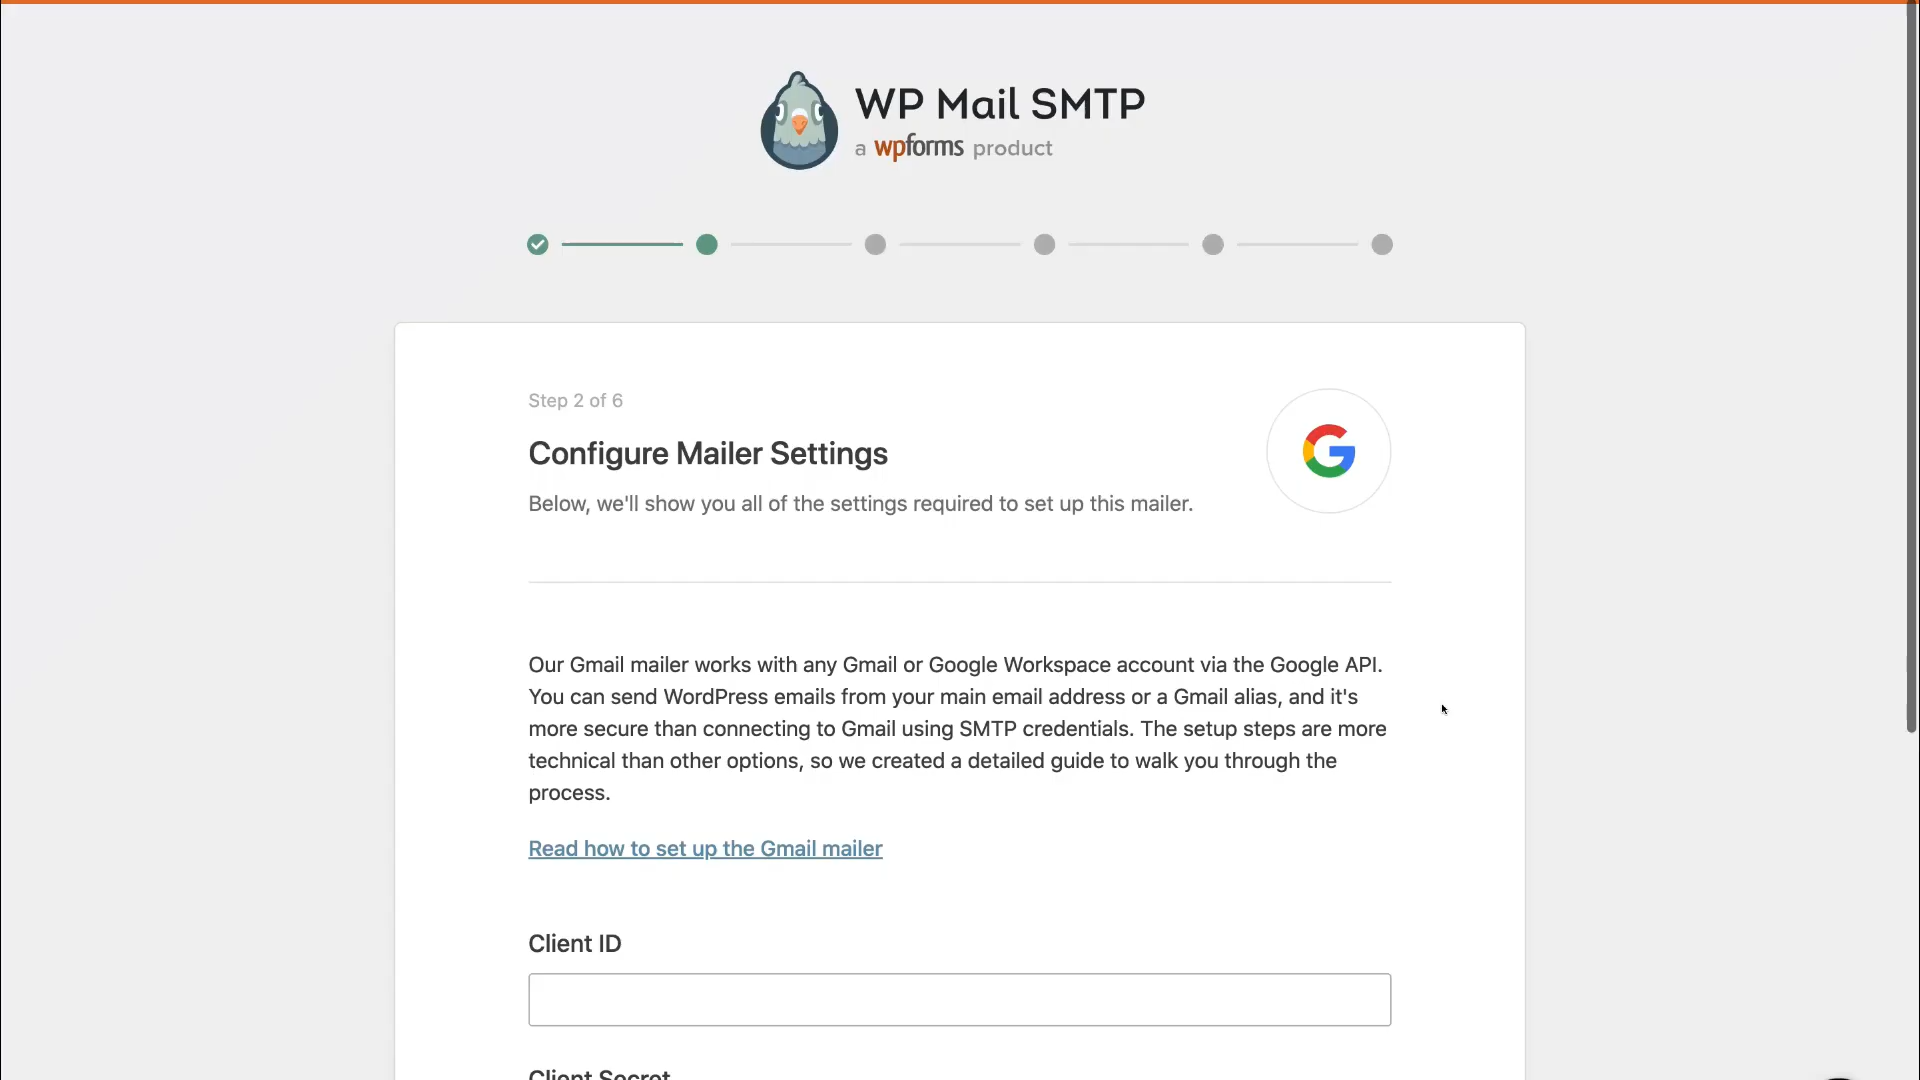 WP Mail SMTP
a wpforms product
Step 2 of 6
Configure Mailer Settings
Below, we'll show you all of the settings required to set up this mailer.
Our Gmail mailer works with any Gmail or Google Workspace account via the Google API.
You can send WordPress emails from your main email address or a Gmail alias, and it's
more secure than connecting to Gmail using SMTP credentials. The setup steps are more
technical than other options, so we created a detailed guide to walk you through the
process.
Read how to set up the Gmail mailer
Client ID
Client Secret